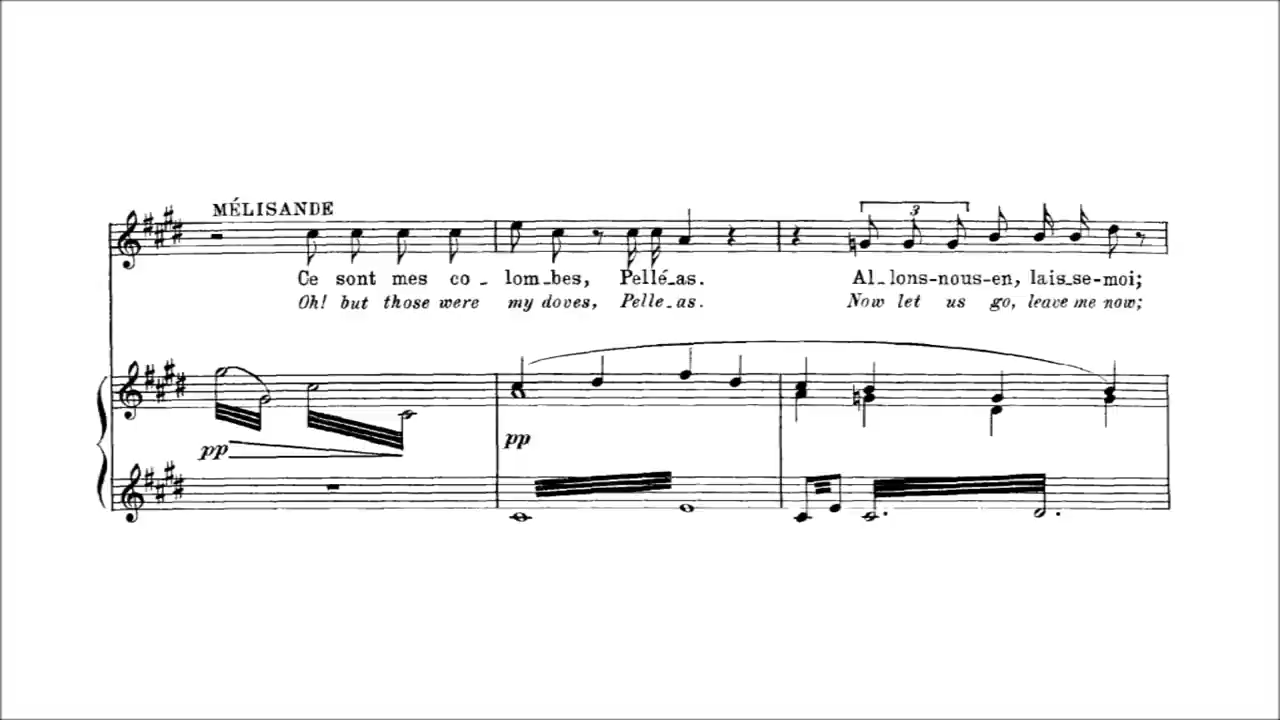 MÉLISANDE
3
Ce sont mes co_lom_bes, Pellé_as. Al_lons-nous-en, lais_se-moi;
Oh! but those were my doves, Pelle_as. Now let us go, leave me now;
pp
pp